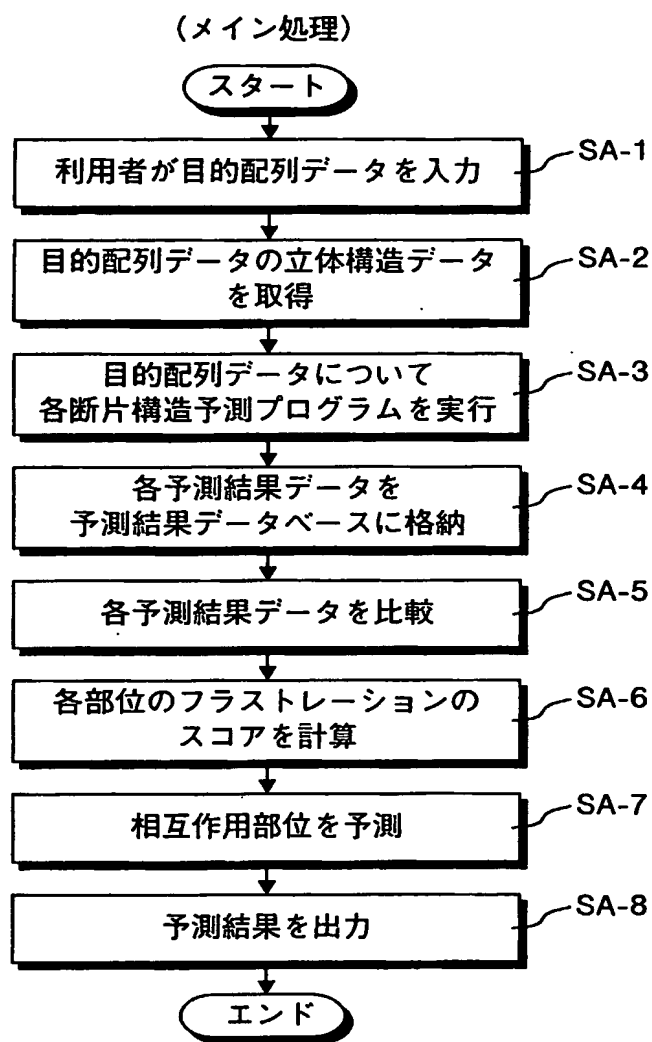 (メイン処理)
スタート
利用者が目的配列データを入力
SA-1
目的配列データの立体構造データ
を取得
SA-2
目的配列データについて
各断片構造予測プログラムを実行
SA-3
各予測結果データを
予測結果データベースに格納
SA-4
各予測結果データを比較
SA-5
各部位のフラストレーションの
スコアを計算
SA-6
相互作用部位を予測
SA-7
予測結果を出力
SA-8
エンド